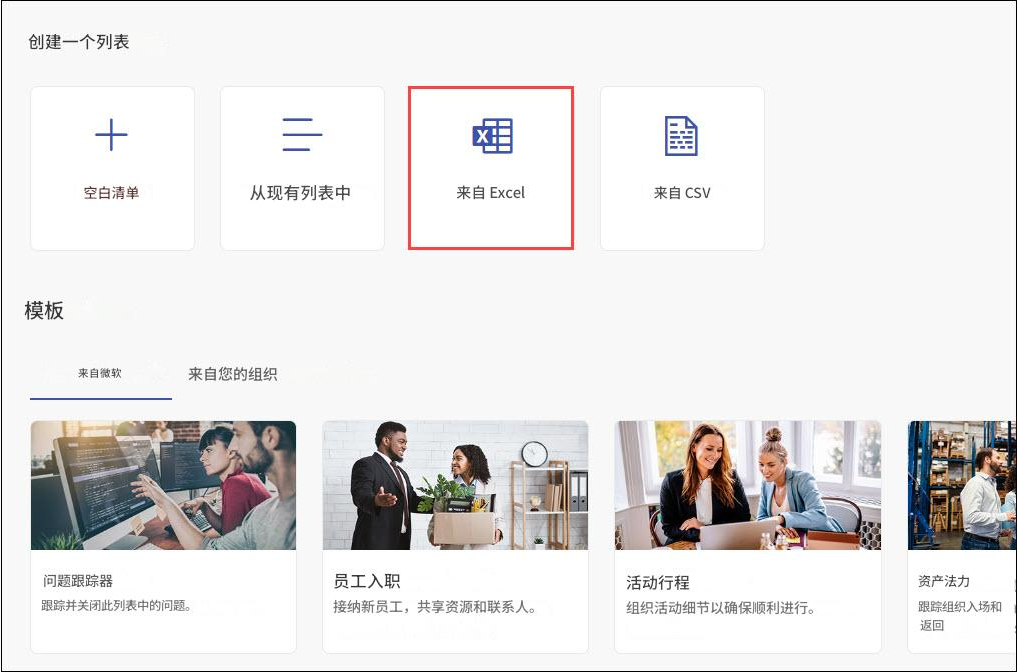 创建一个列表
空白清单
从现有列表中
来自 Excel
来自 CSV
模板
来自微软
来自您的组织
问题跟踪器
跟踪并关闭此列表中的问题。
员工入职
接纳新员工，共享资源和联系人。
活动行程
组织活动细节以确保顺利进行。
资产法力
跟踪组织入场和
返回